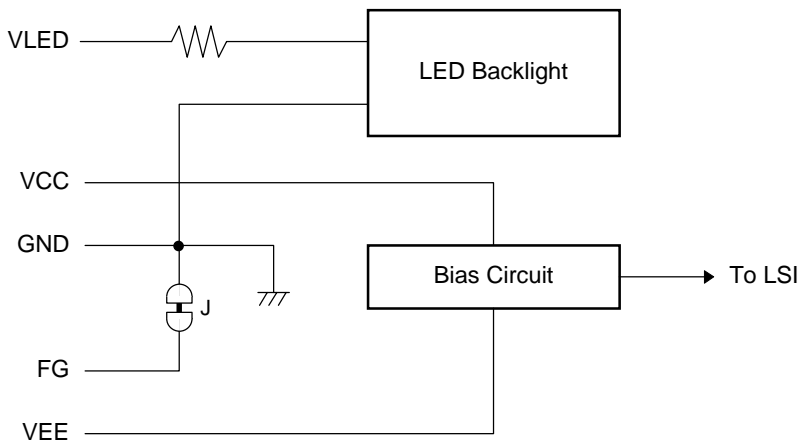 VLED
LED Backlight
VCC
GND
Bias Circuit
To LSI
J
FG
VEE